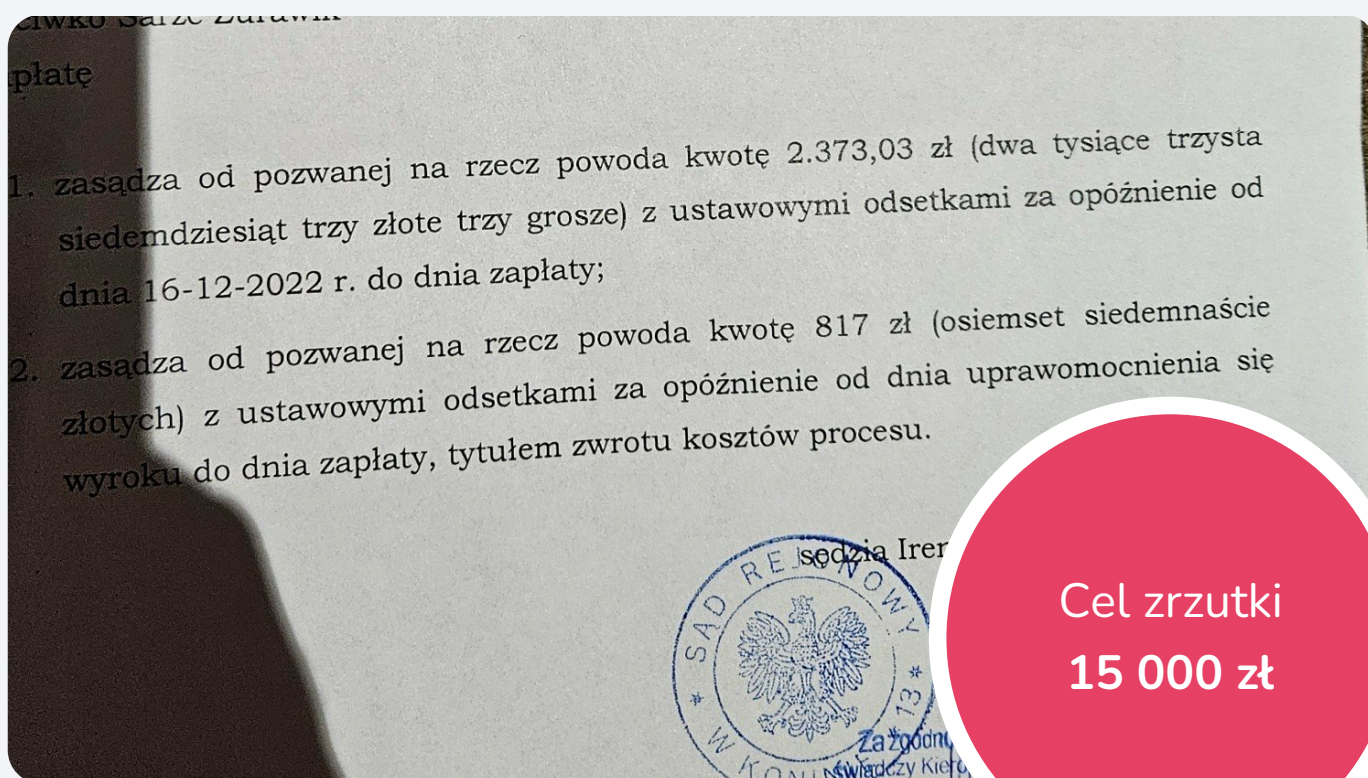 płatę
1. zasądza od pozwanej na rzecz powoda kwotę 2.373,03 zł (dwa tysiące trzysta
siedemdziesiąt trzy złote trzy grosze) z ustawowymi odsetkami za opóźnienie od
dnia 16-12-2022 r. do dnia zapłaty;
2. zasądza od pozwanej na rzecz powoda kwotę 817 zł (osiemset siedemnaście
złotych) z ustawowymi odsetkami za opóźnienie od dnia uprawomocnienia się
wyroku do dnia zapłaty, tytułem zwrotu kosztów procesu.
sędzia
SĄD REJONOWY
13
świadczy
Cel zrzutki
15 000 zł